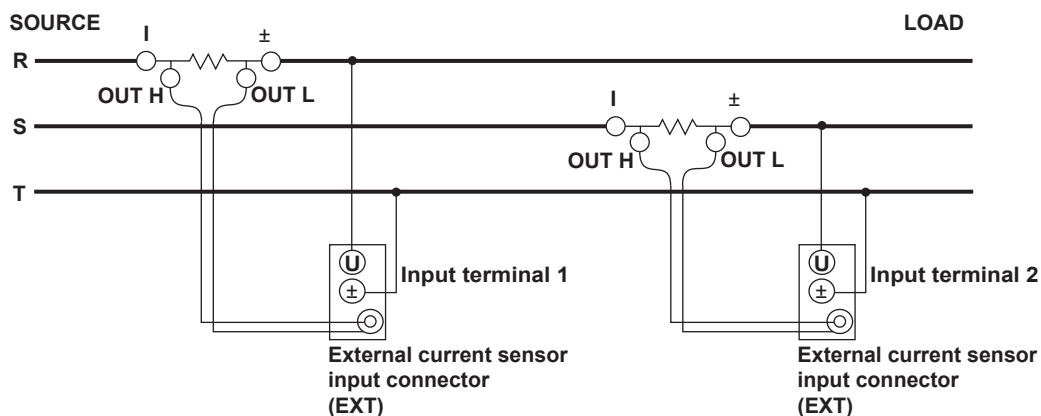 SOURCE
LOAD
I
±
R
OUT H
OUT L
I
±
S
OUT H
OUT L
T
U
±
Input terminal 1
U
±
Input terminal 2
External current sensor
input connector
(EXT)
External current sensor
input connector
(EXT)